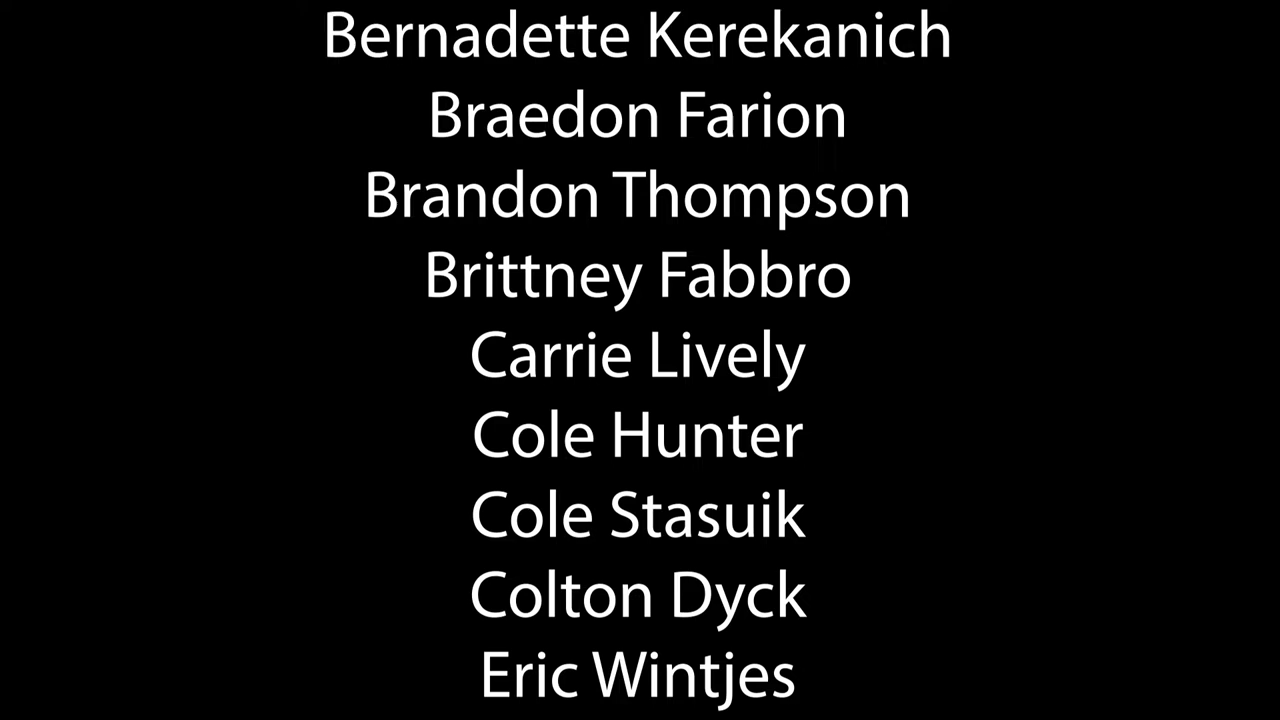 Bernadette Kerekanich
Braedon Farion
Brandon Thompson
Brittney Fabbro
Carrie Lively
Cole Hunter
Cole Stasuik
Colton Dyck
Eric Wintjes